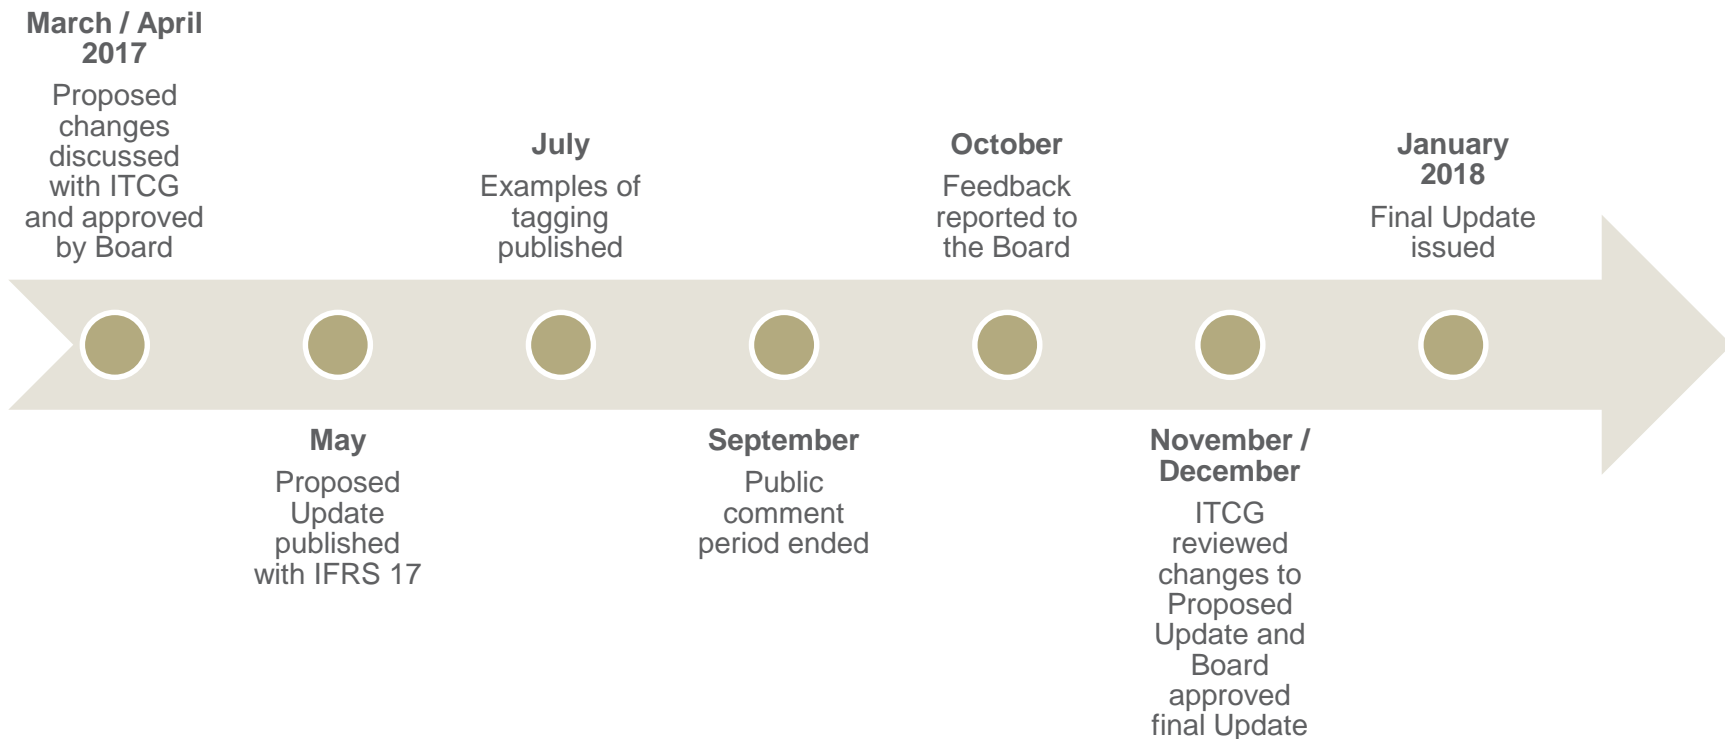 March / April
2017
Proposed
changes
discussed
with ITCG
and approved
by Board
May
Proposed
Update
published
with IFRS 17
July
Examples of
tagging
published
September
Public
comment
period ended
October
Feedback
reported to
the Board
November /
December
ITCG
reviewed
changes to
Proposed
Update and
Board
approved
final Update
January
2018
Final Update
issued